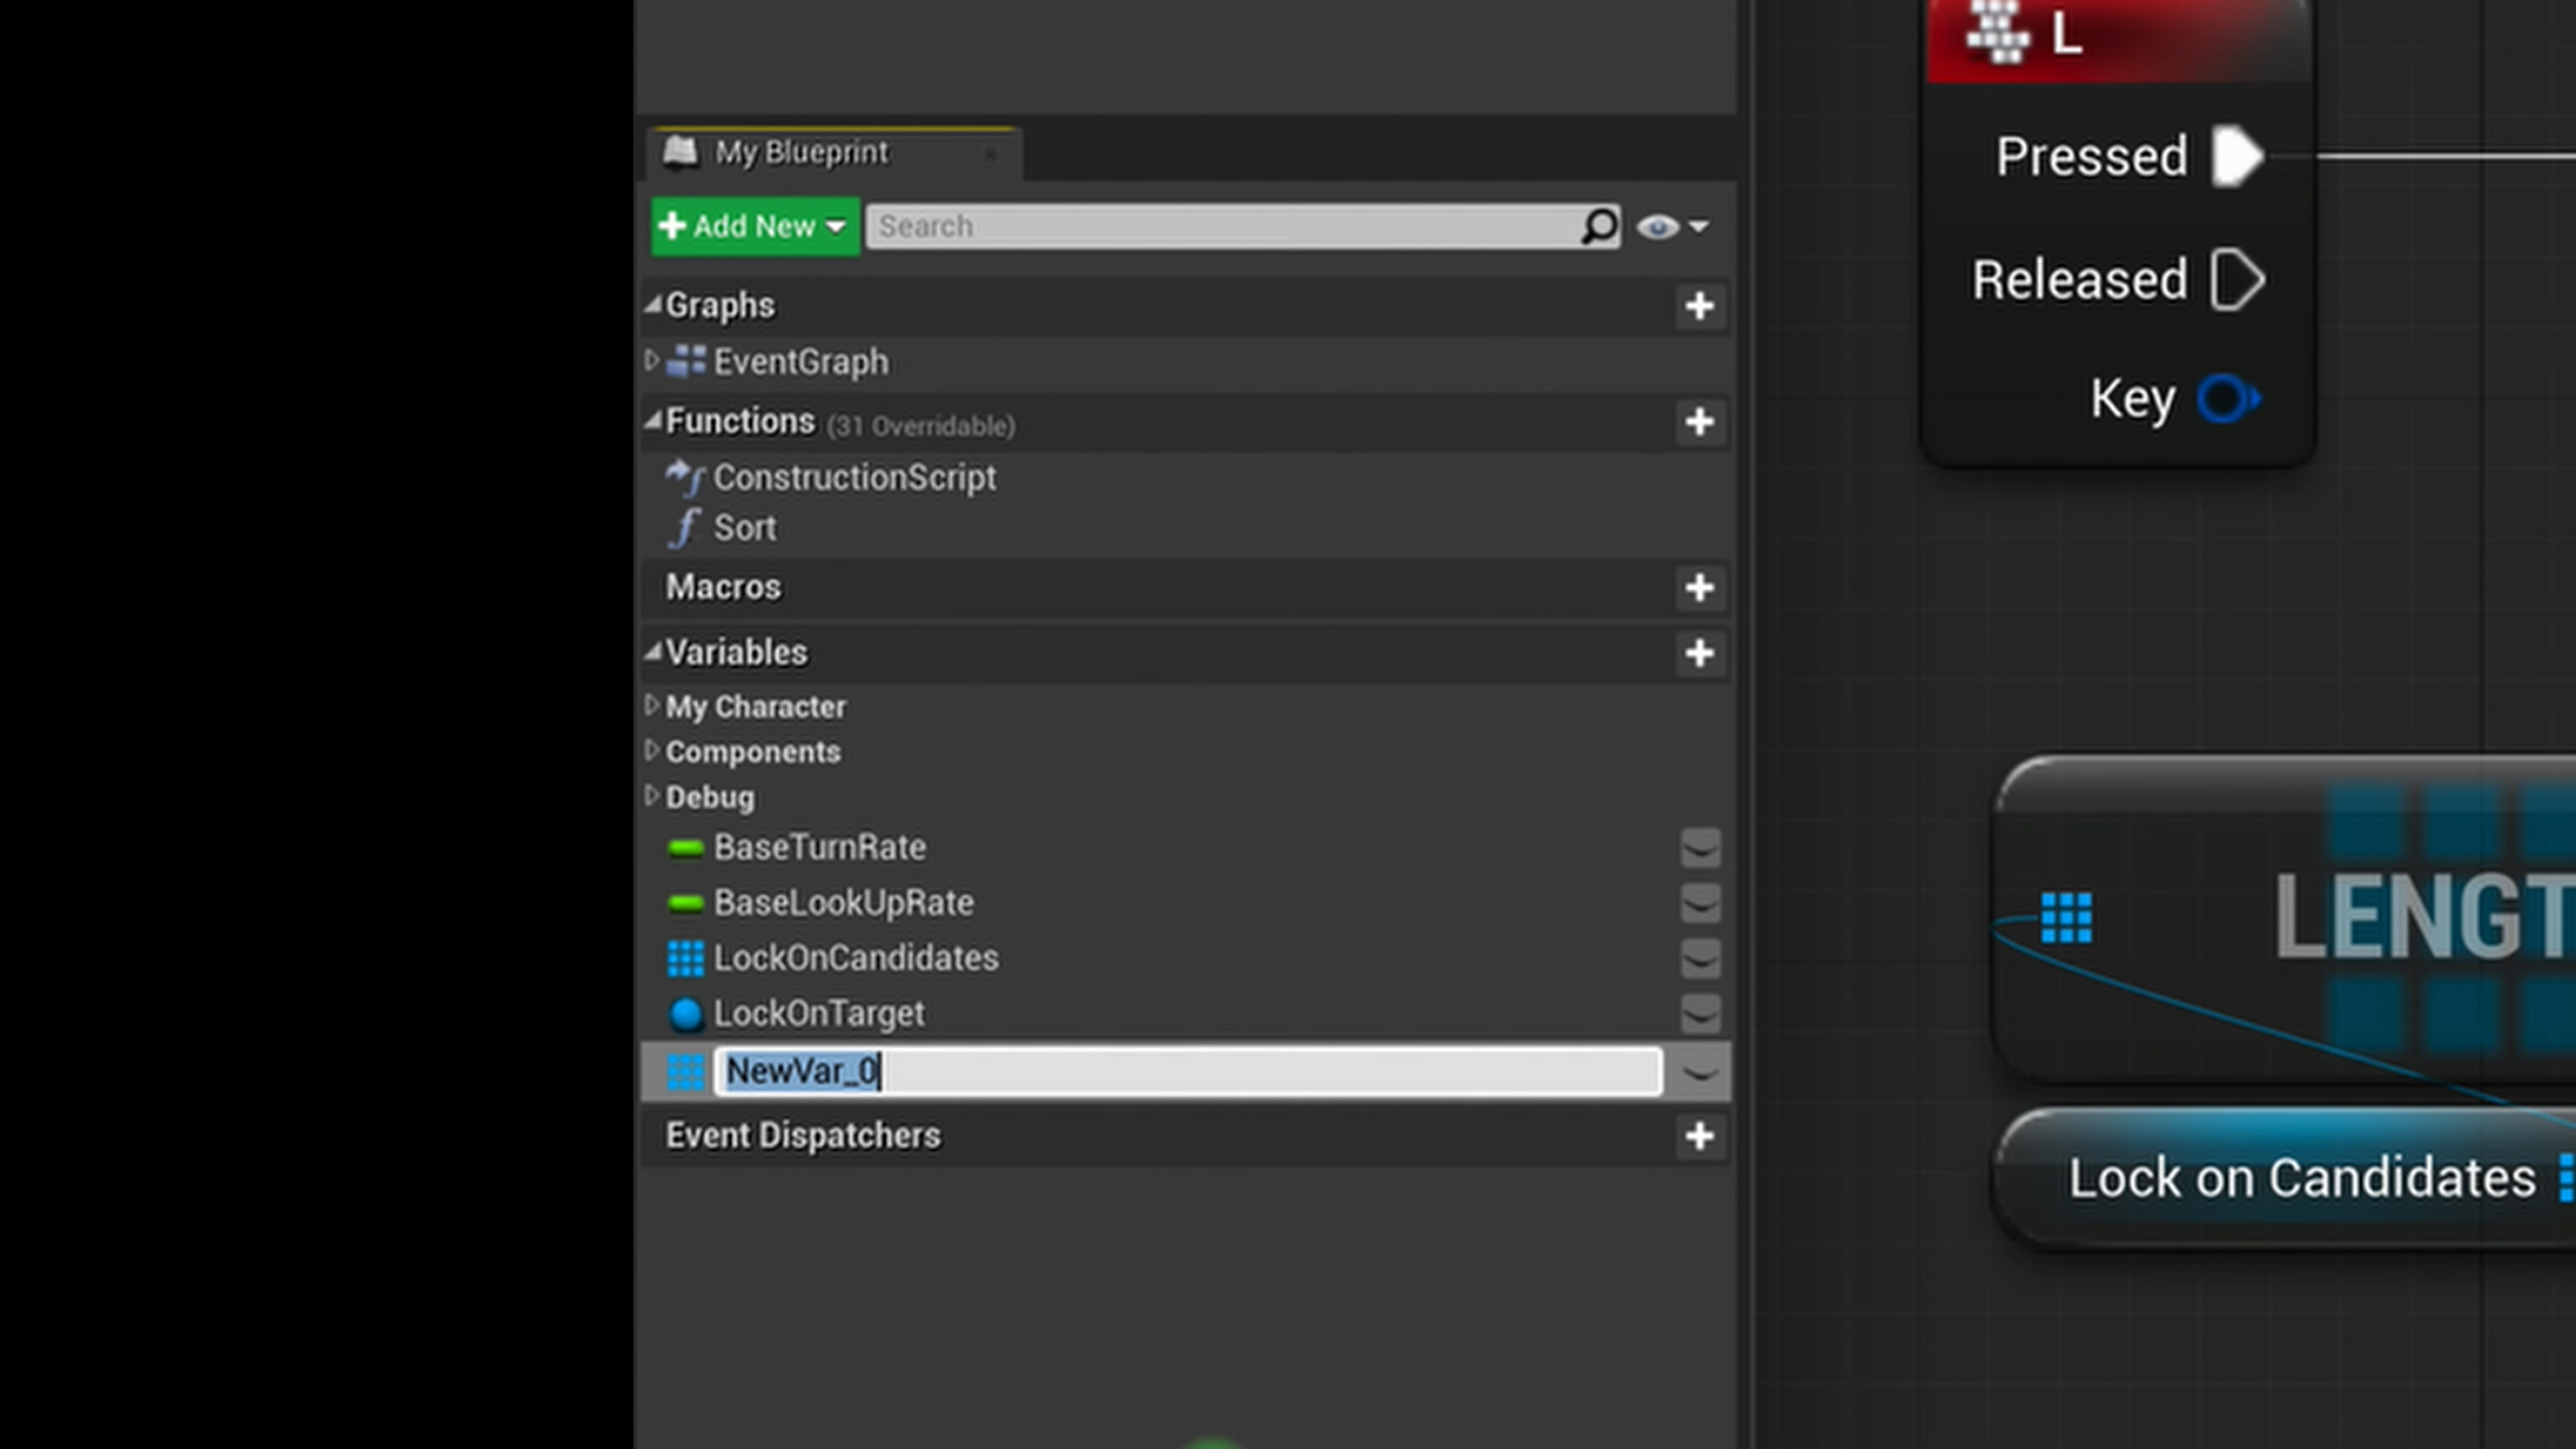 My Blueprint
Add New
Search
Graphs
EventGraph
Functions (31 Overridable)
ConstructionScript
Sort
Macros
Variables
My Character
Components
Debug
BaseTurnRate
BaseLookUpRate
LockOnCandidates
LockOnTarget
NewVar_0
Event Dispatchers
L
Pressed
Released
Key
LENGT
Lock on Candidates